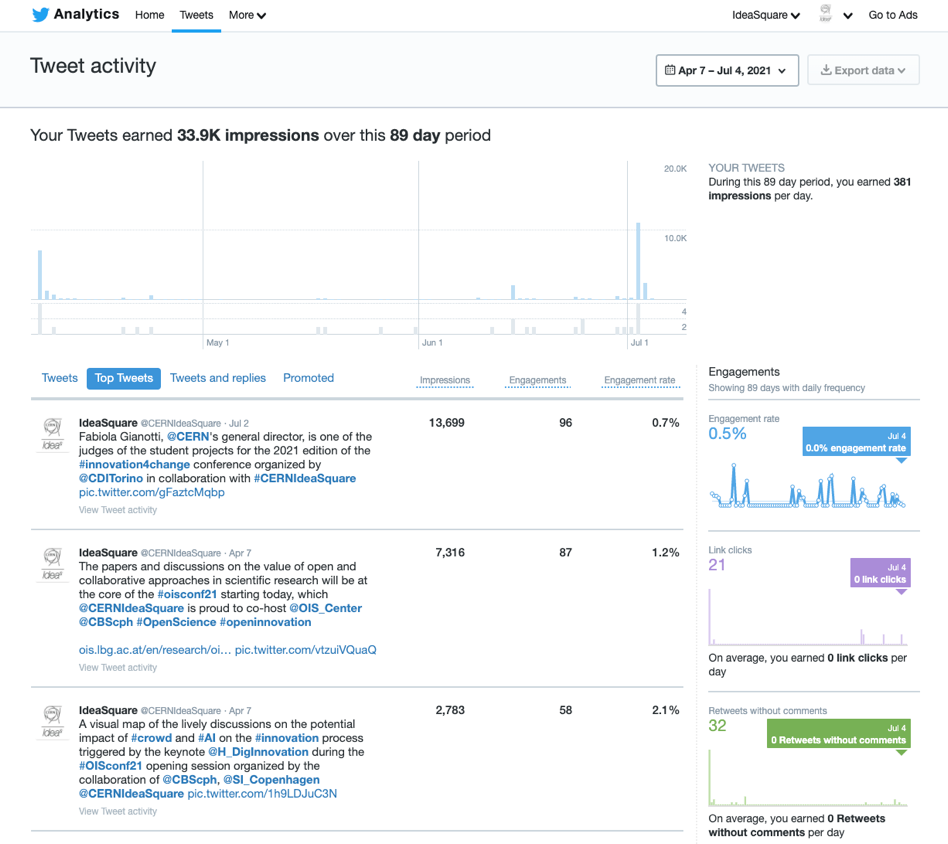 Analytics Home Tweets More IdeaSquare Go to Ads
Tweet activity
Apr 7 – Jul 4, 2021 Export data
Your Tweets earned 33.9K impressions over this 89 day period
20.0K
10.0K
4
2
May 1 Jun 1 Jul 1
YOUR TWEETS
During this 89 day period, you earned 381
impressions per day.
Tweets Top Tweets Tweets and replies Promoted Impressions Engagements Engagement rate
IdeaSquare @CERNIdeaSquare · Jul 2 13,699 96 0.7%
Fabiola Gianotti, @CERN's general director, is one of the
judges of the student projects for the 2021 edition of the
#innovation4change conference organized by
@CDITorino in collaboration with #CERNIdeaSquare
pic.twitter.com/gFaztcMqbp
View Tweet activity
idea²
IdeaSquare @CERNIdeaSquare · Apr 7 7,316 87 1.2%
The papers and discussions on the value of open and
collaborative approaches in scientific research will be at
the core of the #oisconf21 starting today, which
@CERNIdeaSquare is proud to co-host @OIS_Center
@CBScph #OpenScience #openinnovation
ois.lbg.ac.at/en/research/oi… pic.twitter.com/vtzuiVQuaQ
View Tweet activity
idea²
IdeaSquare @CERNIdeaSquare · Apr 7 2,783 58 2.1%
A visual map of the lively discussions on the potential
impact of #crowd and #AI on the #innovation process
triggered by the keynote @H_DigInnovation during the
#OISconf21 opening session organized by the
collaboration of @CBScph, @SI_Copenhagen
@CERNIdeaSquare pic.twitter.com/1h9LDJuC3N
View Tweet activity
idea²
Engagements
Showing 89 days with daily frequency
Engagement rate
0.5%
Jul 4
0.0% engagement rate
Link clicks
21
Jul 4
0 link clicks
On average, you earned 0 link clicks per
day
Retweets without comments
32
Jul 4
0 Retweets without comments
On average, you earned 0 Retweets
without comments per day